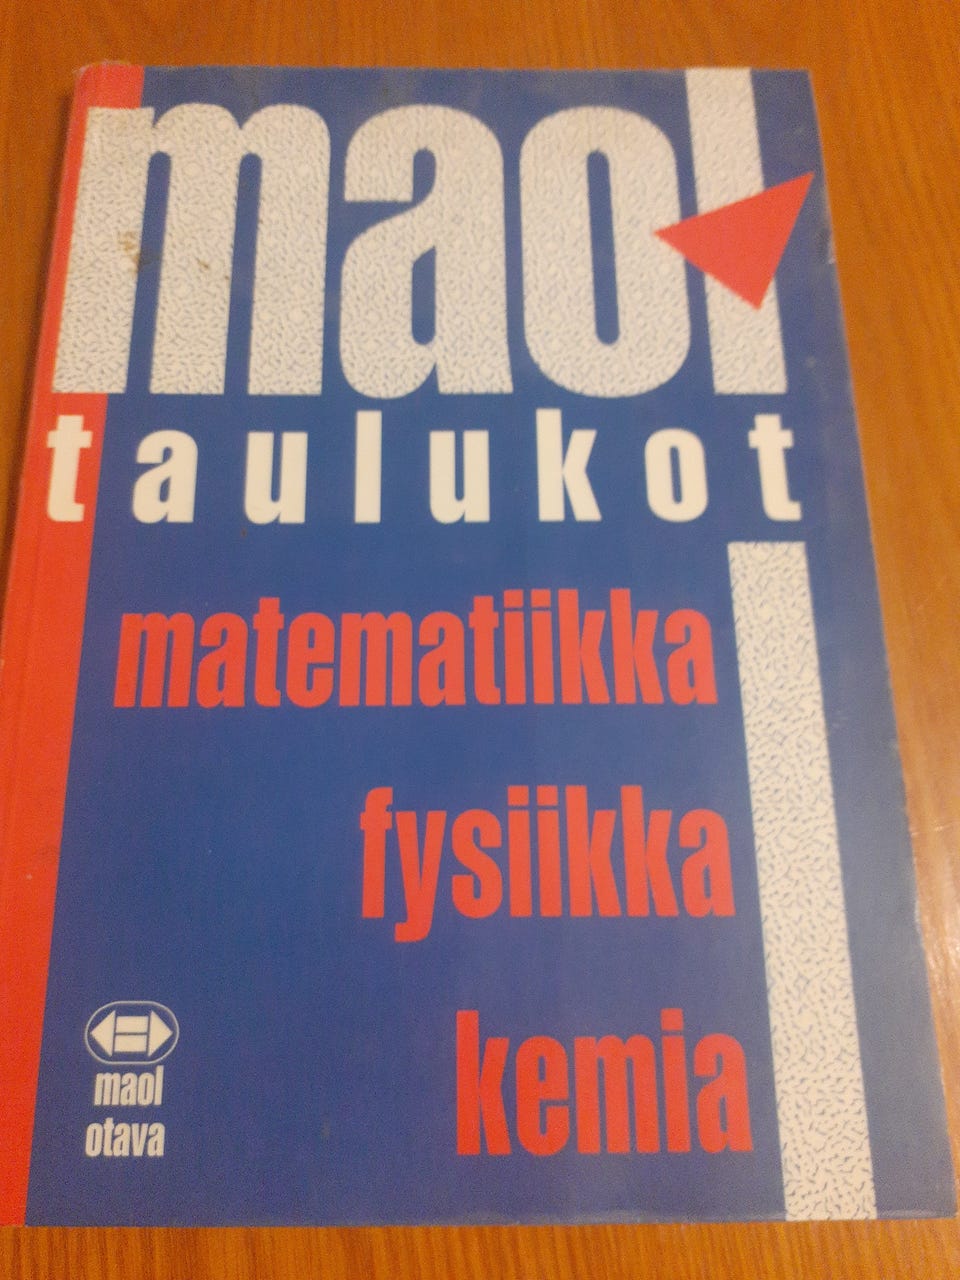 maol
taulukot
matematiikka
fysiikka
kemia
maol
otava